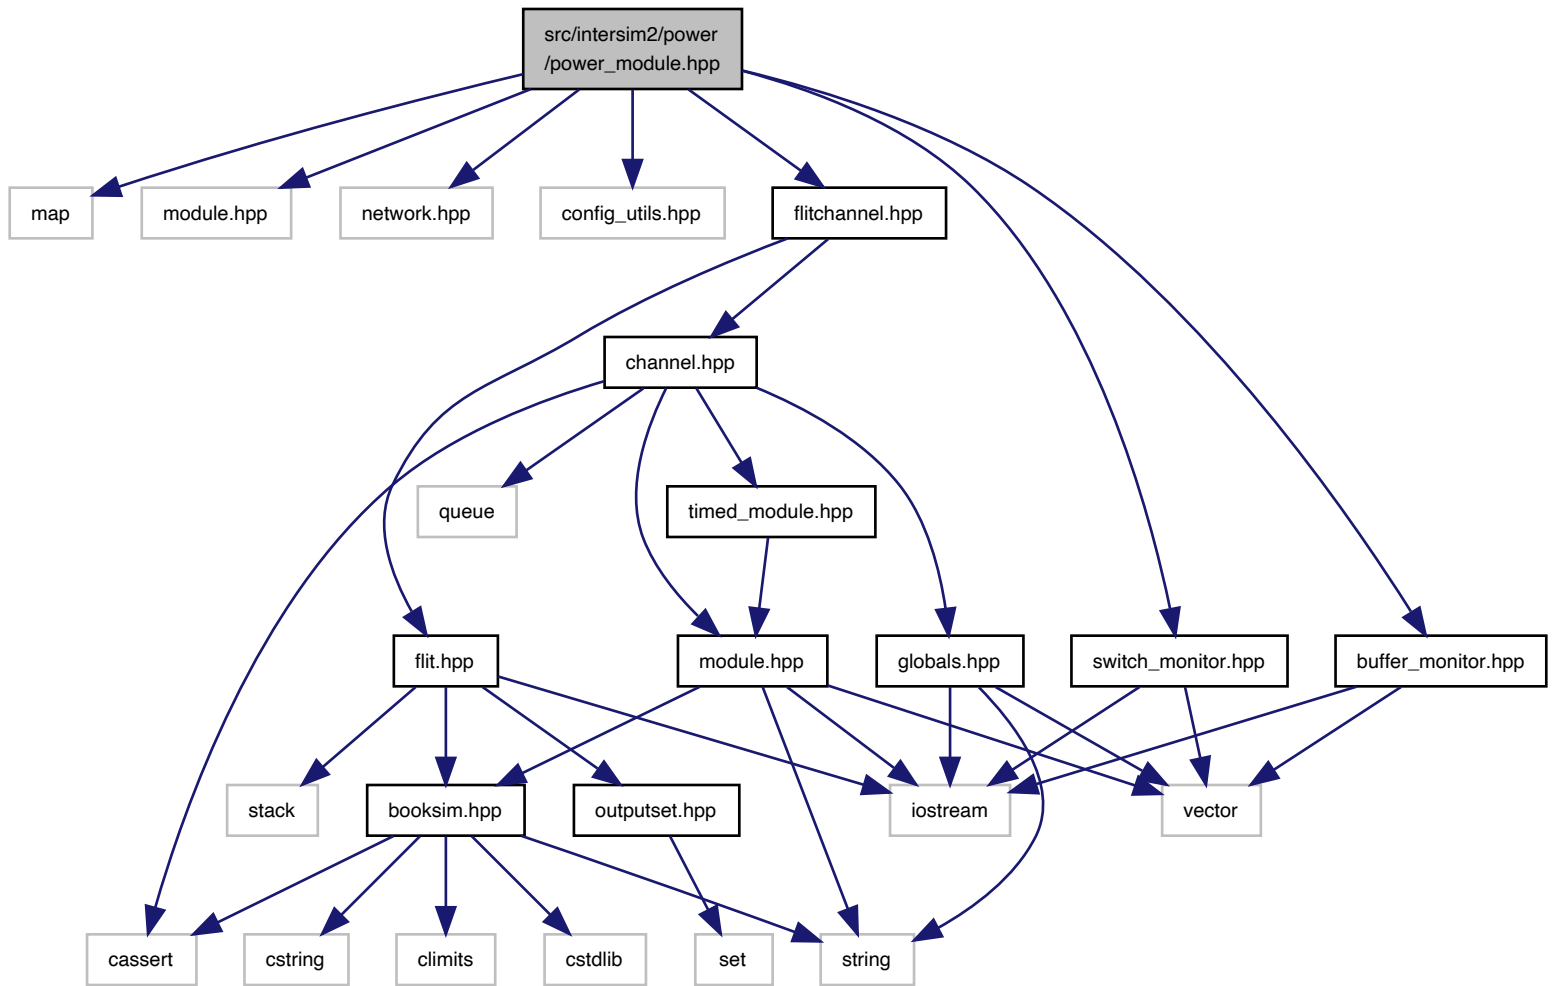 src/intersim2/power
/power_module.hpp
map
module.hpp
network.hpp
config_utils.hpp
flitchannel.hpp
channel.hpp
queue
timed_module.hpp
flit.hpp
module.hpp
globals.hpp
switch_monitor.hpp
buffer_monitor.hpp
stack
booksim.hpp
outputset.hpp
iostream
vector
cassert
cstring
climits
cstdlib
set
string